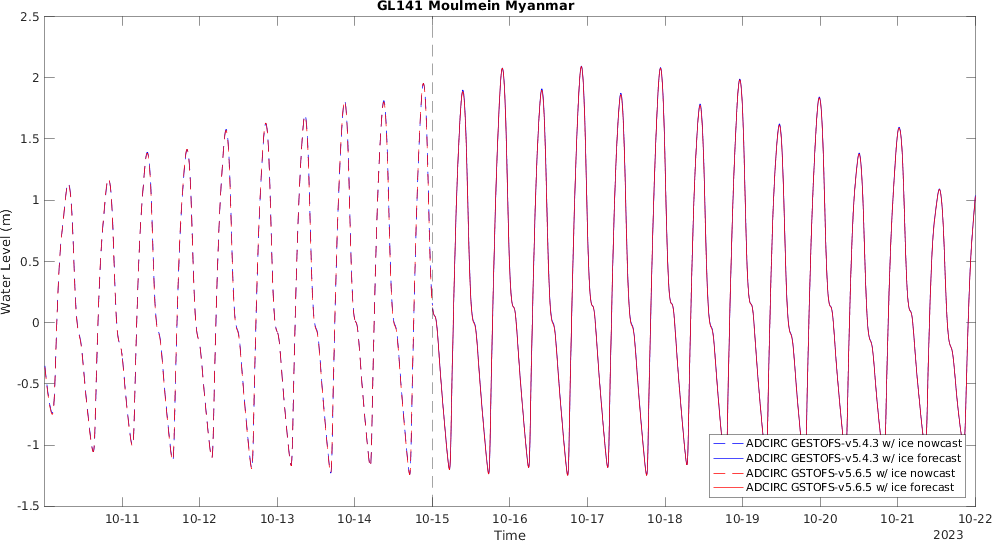 GL141 Moulmein Myanmar
2.5
2
1.5
1
0.5
0
-0.5
-1
-1.5
Water Level (m)
ADCIRC GESTOFS-v5.4.3 w/ ice nowcast
ADCIRC GESTOFS-v5.4.3 w/ ice forecast
ADCIRC GSTOFS-v5.6.5 w/ ice nowcast
ADCIRC GSTOFS-v5.6.5 w/ ice forecast
10-11 10-12 10-13 10-14 10-15 10-16 10-17 10-18 10-19 10-20 10-21 10-22
Time
2023